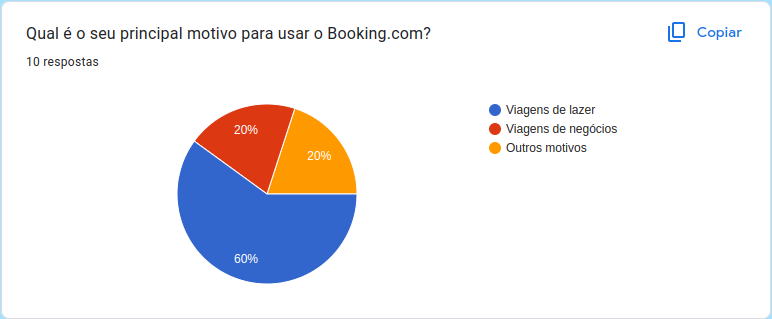 Qual é o seu principal motivo para usar o Booking.com?
Copiar
10 respostas
20%
20%
60%
Viagens de lazer
Viagens de negócios
Outros motivos